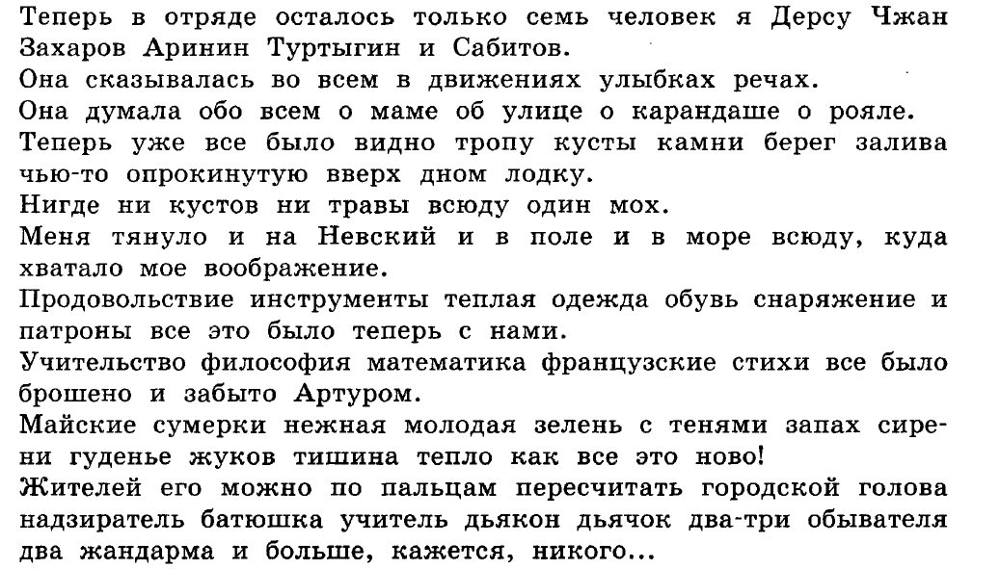 Теперь в отряде осталось только семь человек я Дерсу Чжан
Захаров Аринин Туртыгин и Сабитов.
Она сказывалась во всем в движениях улыбках речах.
Она думала обо всем о маме об улице о карандаше о рояле.
Теперь уже все было видно тропу кусты камни берег залива
чью-то опрокинутую вверх дном лодку.
Нигде ни кустов ни травы всюду один мох.
Меня тянуло и на Невский и в поле и в море всюду, куда
хватало мое воображение.
Продовольствие инструменты теплая одежда обувь снаряжение и
патроны все это было теперь с нами.
Учительство философия математика французские стихи все было
брошено и забыто Артуром.
Майские сумерки нежная молодая зелень с тенями запах сире-
ни гуденье жуков тишина тепло как все это ново!
Жителей его можно по пальцам пересчитать городской голова
надзиратель батюшка учитель дьякон дьячок два-три обывателя
два жандарма и больше, кажется, никого...